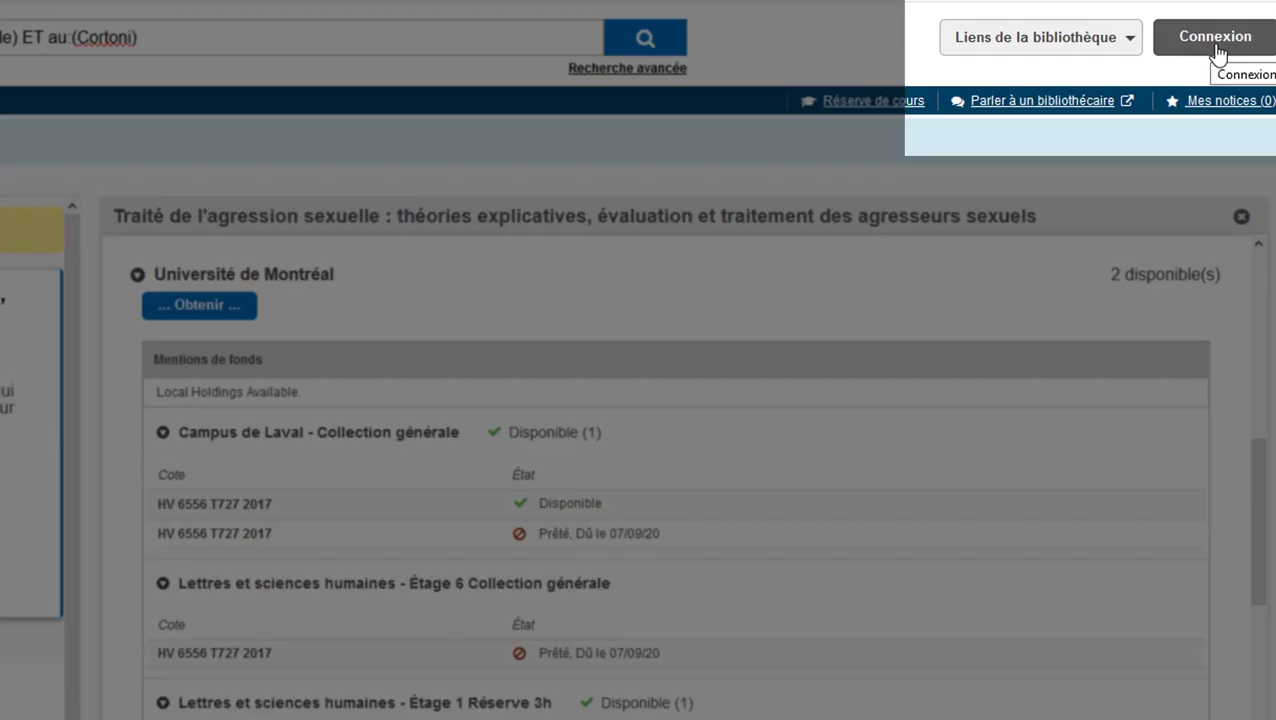 le) ET au:(Cortoni)
Recherche avancée
Liens de la bibliothèque
Connexion
Connexion
Réserve de cours
Parler à un bibliothécaire
Mes notices (0)
Traité de l'agression sexuelle : théories explicatives, évaluation et traitement des agresseurs sexuels
,
ui
ur
Université de Montréal
2 disponible(s)
... Obtenir ...
Mentions de fonds
Local Holdings Available.
Campus de Laval - Collection générale Disponible (1)
Cote État
HV 6556 T727 2017 Disponible
HV 6556 T727 2017 Prêté, Dû le 07/09/20
Lettres et sciences humaines - Étage 6 Collection générale
Cote État
HV 6556 T727 2017 Prêté, Dû le 07/09/20
Lettres et sciences humaines - Étage 1 Réserve 3h Disponible (1)